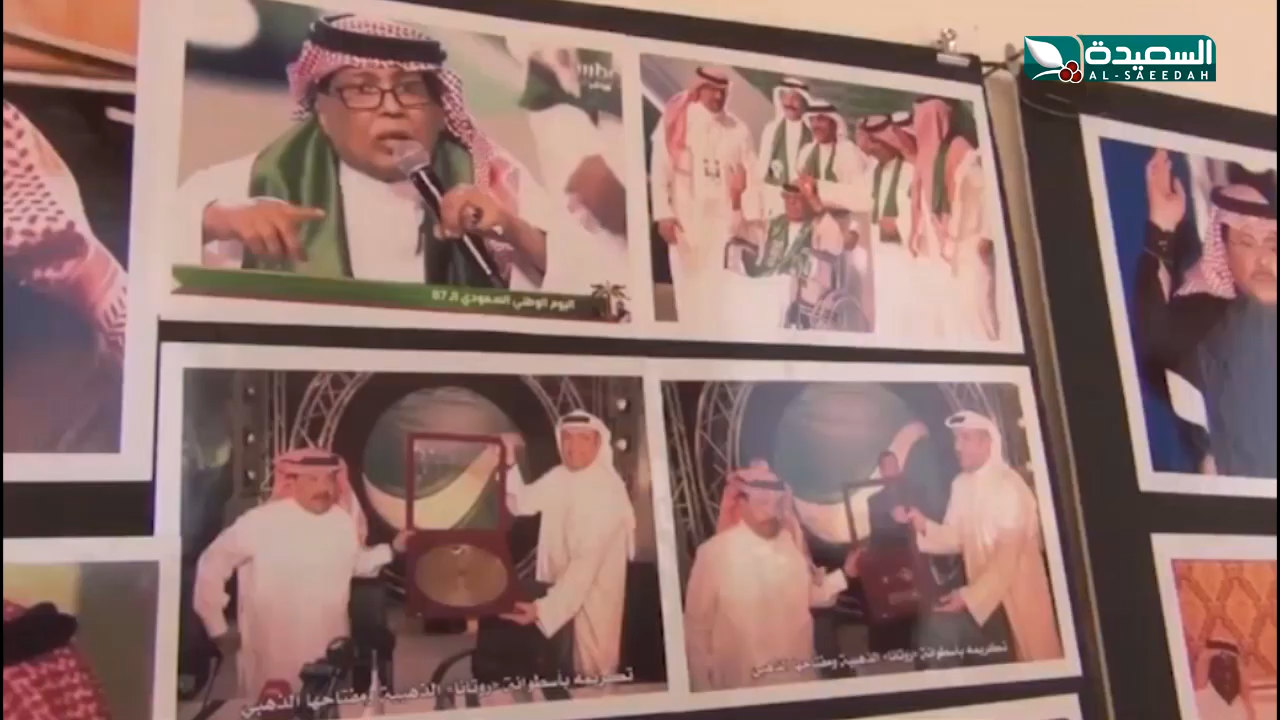 السعيدة
AL-SAEEDAH
اليوم الوطني السعودي الـ 87
تكريمه بأسطوانة «روتانا» الذهبية ومفتاحها الذهبي
تكريمه بأسطوانة «روتانا» الذهبية ومفتاحها الذهبي